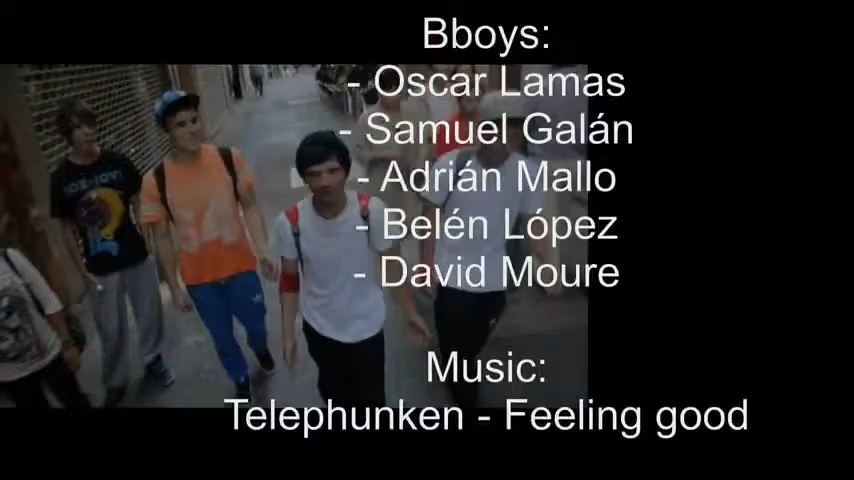 Bboys:
- Oscar Lamas
- Samuel Galán
- Adrián Mallo
- Belén López
- David Moure
Music:
Telephunken - Feeling good